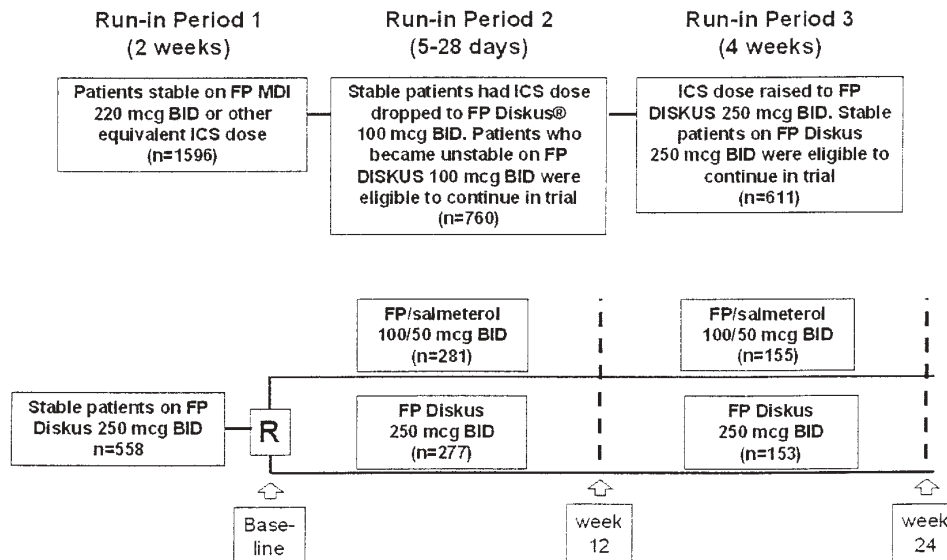 Run-in Period 1
(2 weeks)
Run-in Period 2
(5-28 days)
Run-in Period 3
(4 weeks)
Patients stable on FP MDI
220 mcg BID or other
equivalent ICS dose
(n=1596)
Stable patients had ICS dose
dropped to FP Diskus®
100 mcg BID. Patients who
became unstable on FP
DISKUS 100 mcg BID were
eligible to continue in trial
(n=760)
ICS dose raised to FP
DISKUS 250 mcg BID. Stable
patients on FP Diskus
250 mcg BID were eligible to
continue in trial
(n=611)
FP/salmeterol
100/50 mcg BID
(n=281)
FP/salmeterol
100/50 mcg BID
(n=155)
Stable patients on FP
Diskus 250 mcg BID
n=558
R
FP Diskus
250 mcg BID
(n=277)
FP Diskus
250 mcg BID
(n=153)
Base-
line
week
12
week
24